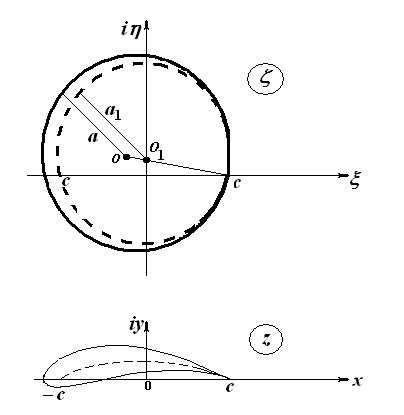 iη
ζ
a₁
a
o
o₁
ξ
c
c
iy
z
x
–c
0
c